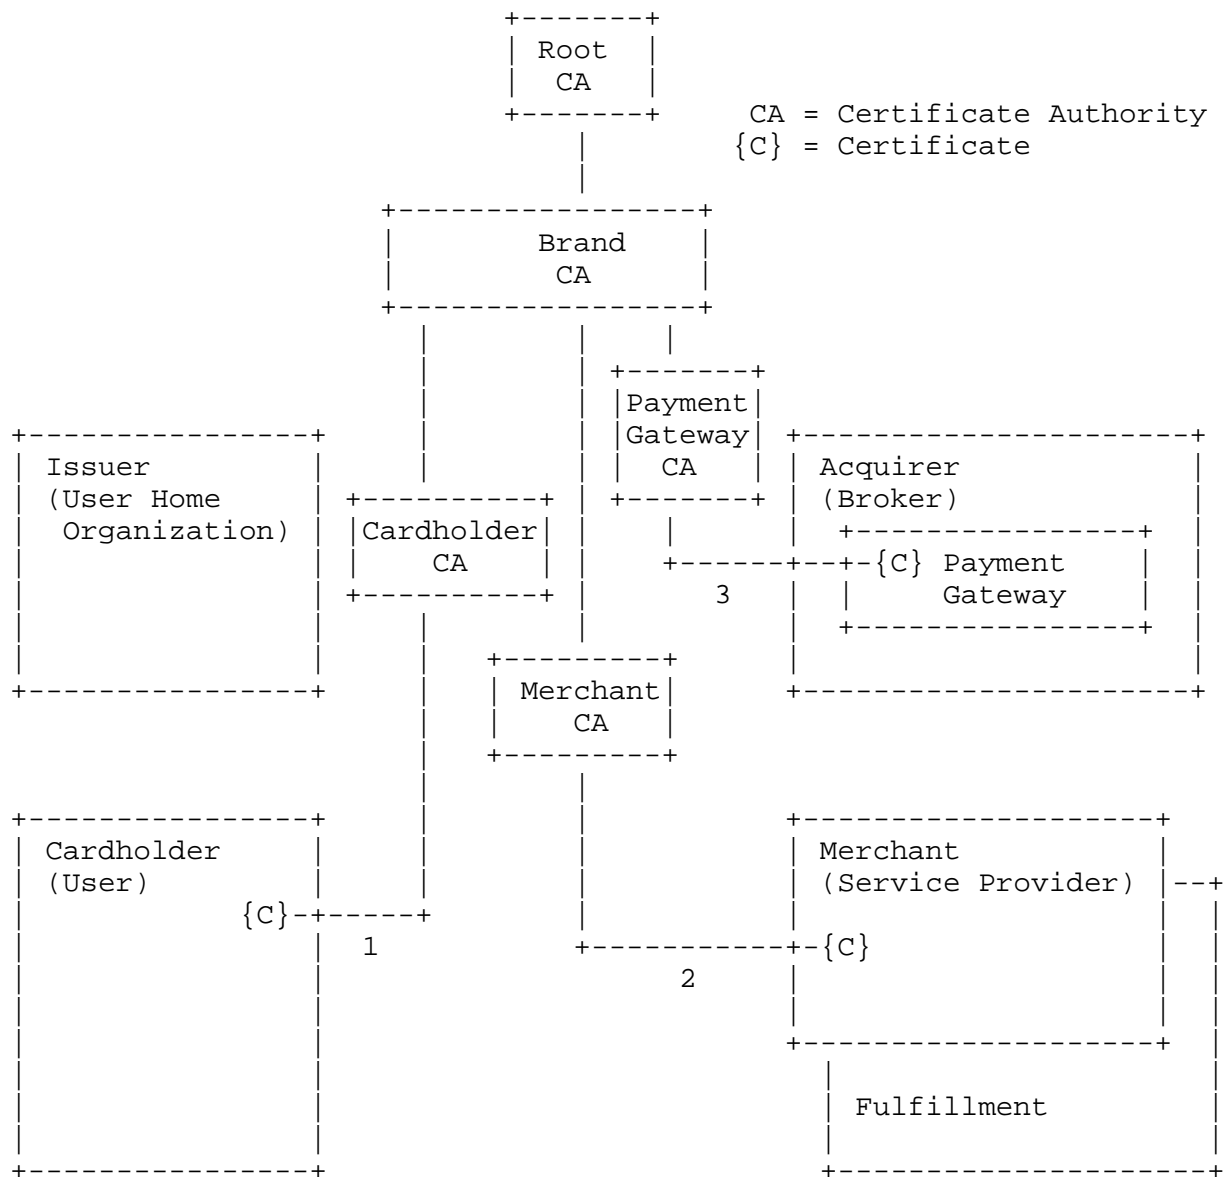 Root
CA
CA = Certificate Authority
{C} = Certificate
Brand
CA
Payment
Gateway
CA
Issuer
(User Home
Organization)
Acquirer
(Broker)
Cardholder
CA
{C} Payment
Gateway
3
Merchant
CA
Cardholder
(User)
{C}
1
Merchant
(Service Provider)
{C}
2
Fulfillment